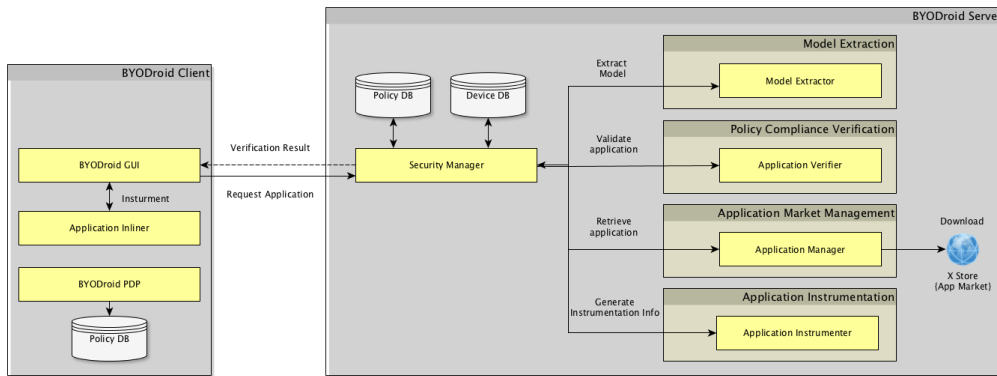 BYODroid Serve
Model Extraction
Extract
Model
Model Extractor
BYODroid Client
Policy DB
Device DB
Policy Compliance Verification
Validate
application
Verification Result
BYODroid GUI
Security Manager
Application Verifier
Request Application
Insturment
Application Inliner
Application Market Management
Retrieve
application
Application Manager
Download
X Store
(App Market)
BYODroid PDP
Policy DB
Application Instrumentation
Generate
Instrumentation Info
Application Instrumenter